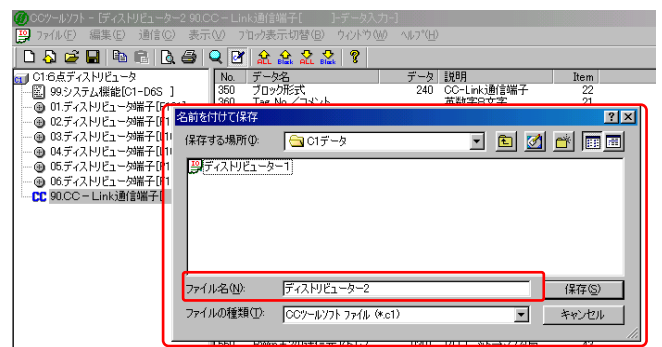 CCツールソフト - [ディストリビューター2 90.CC - Link通信端子[ ]-データ入力-]
ファイル(F) 編集(E) 通信(C) 表示(V) ブロック表示切替(B) ウィンドウ(W) ヘルプ(H)
ALL Block ALL Block
C1:6点ディストリビュータ
99.システム機能[C1-D6S ]
01.ディストリビュータ端子[
02.ディストリビュータ端子[F1
03.ディストリビュータ端子[
04.ディストリビュータ端子[
05.ディストリビュータ端子[F1
06.ディストリビュータ端子[F1
CC 90.CC－Link通信端子[
No. データ名 データ 説明 Item
350 ブロック形式 240 CC-Link通信端子 22
360 Tag No./コメント 英数字8文字 21
名前を付けて保存
保存する場所(I): C1データ
ディストリビューター1
ファイル名(N): ディストリビューター2 保存(S)
ファイルの種類(T): CCツールソフト ファイル (*.c1) キャンセル